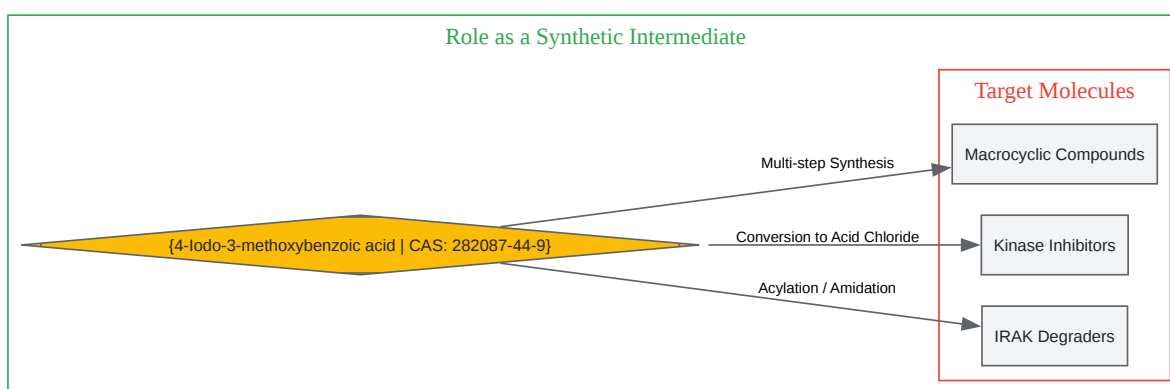 Role as a Synthetic Intermediate
Target Molecules
Macrocyclic Compounds
Multi-step Synthesis
{4-Iodo-3-methoxybenzoic acid | CAS: 282087-44-9}
Conversion to Acid Chloride
Kinase Inhibitors
Acylation / Amidation
IRAK Degraders